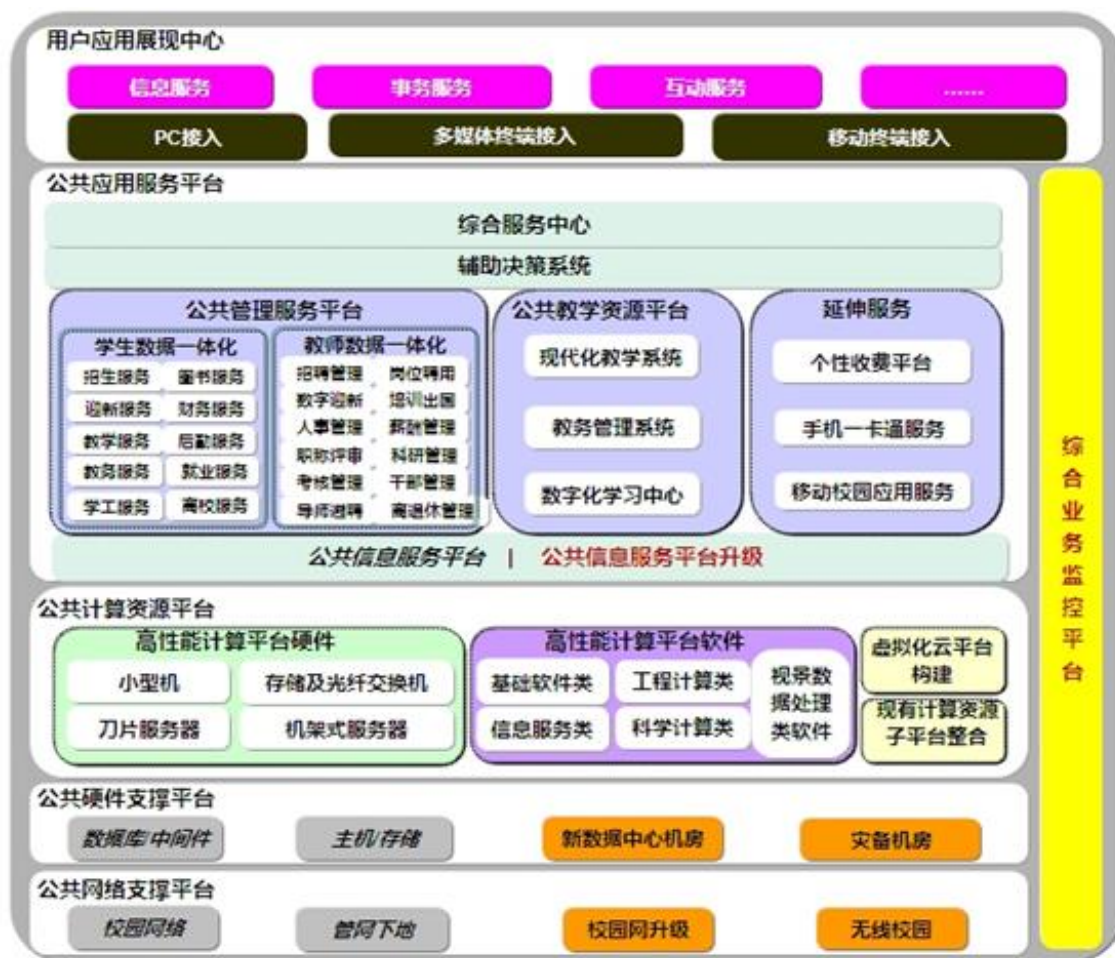 用户应用展现中心
信息服务 事务服务 互动服务 ......
PC接入 多媒体终端接入 移动终端接入
公共应用服务平台
综合服务中心
辅助决策系统
公共管理服务平台
学生数据一体化
招生服务 图书服务
迎新服务 财务服务
教学服务 后勤服务
教务服务 就业服务
学工服务 离校服务
教师数据一体化
招聘管理 岗位聘用
数字迎新 培训出国
人事管理 薪酬管理
职称评审 科研管理
考核管理 干部管理
导师遴聘 离退休管理
公共教学资源平台
现代化教学系统
教务管理系统
数字化学习中心
延伸服务
个性收费平台
手机一卡通服务
移动校园应用服务
公共信息服务平台 | 公共信息服务平台升级
公共计算资源平台
高性能计算平台硬件
小型机 存储及光纤交换机
刀片服务器 机架式服务器
高性能计算平台软件
基础软件类 工程计算类
信息服务类 科学计算类
视景数
据处理
类软件
虚拟化云平台
构建
现有计算资源
子平台整合
公共硬件支撑平台
数据库/中间件 主机/存储 新数据中心机房 灾备机房
公共网络支撑平台
校园网络 管网下地 校园网升级 无线校园
综合业务监控平台